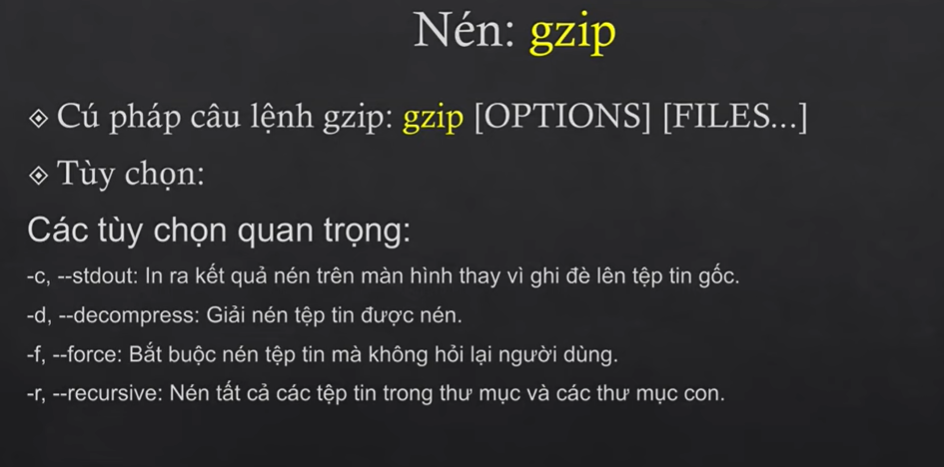 Nén: gzip
Cú pháp câu lệnh gzip: gzip [OPTIONS] [FILES...]
Tùy chọn:
Các tùy chọn quan trọng:
-c, --stdout: In ra kết quả nén trên màn hình thay vì ghi đè lên tệp tin gốc.
-d, --decompress: Giải nén tệp tin được nén.
-f, --force: Bắt buộc nén tệp tin mà không hỏi lại người dùng.
-r, --recursive: Nén tất cả các tệp tin trong thư mục và các thư mục con.